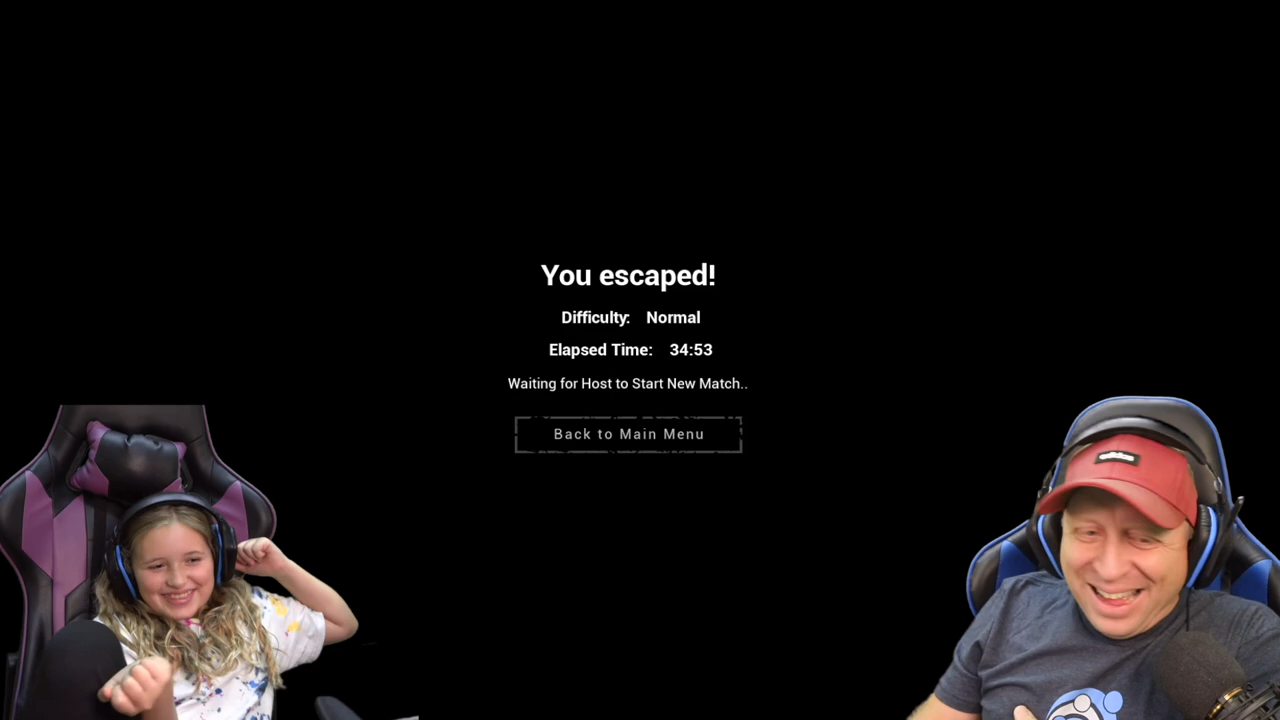 You escaped!
Difficulty: Normal
Elapsed Time: 34:53
Waiting for Host to Start New Match..
Back to Main Menu